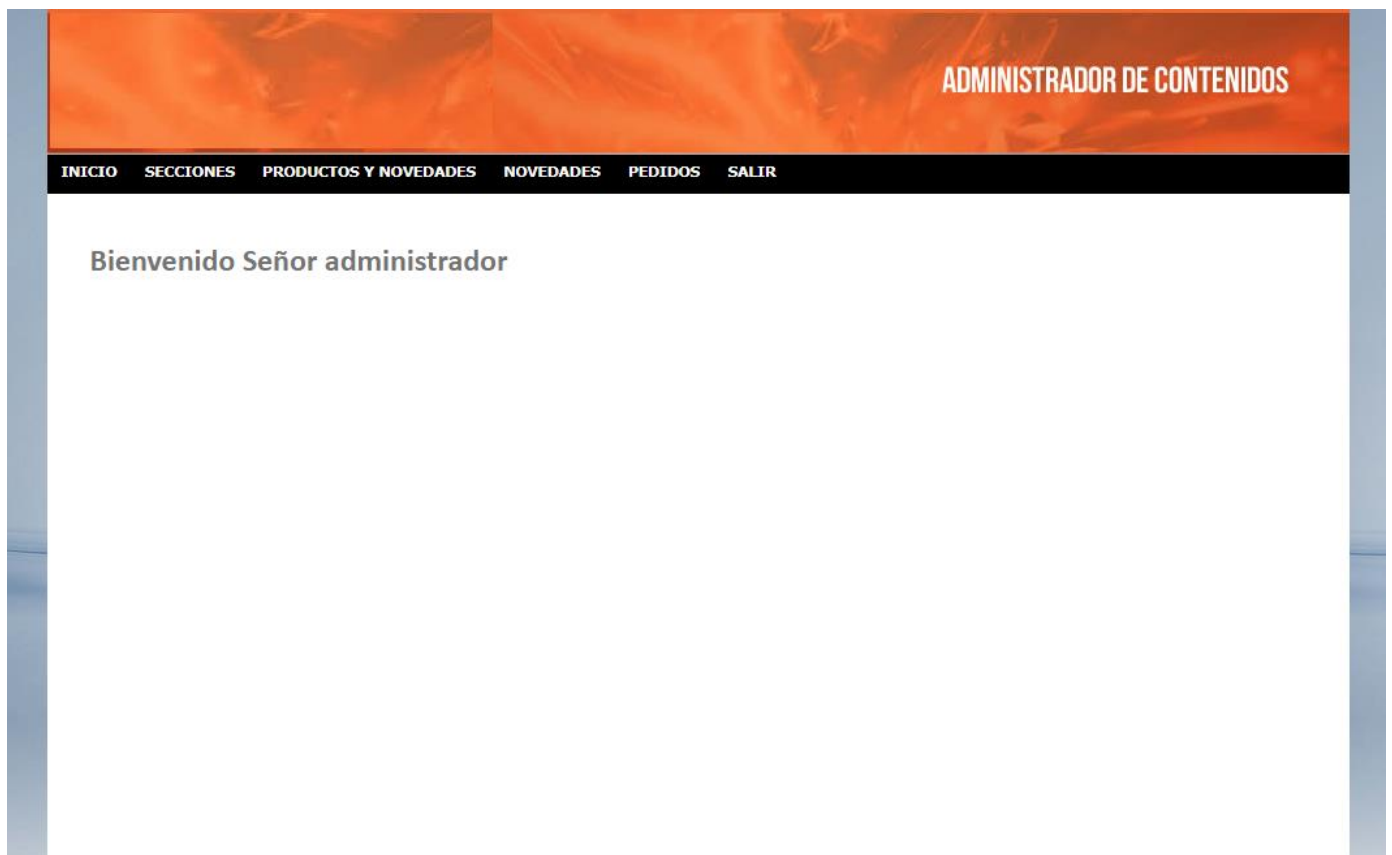 ADMINISTRADOR DE CONTENIDOS
INICIO SECCIONES PRODUCTOS Y NOVEDADES NOVEDADES PEDIDOS SALIR
Bienvenido Señor administrador